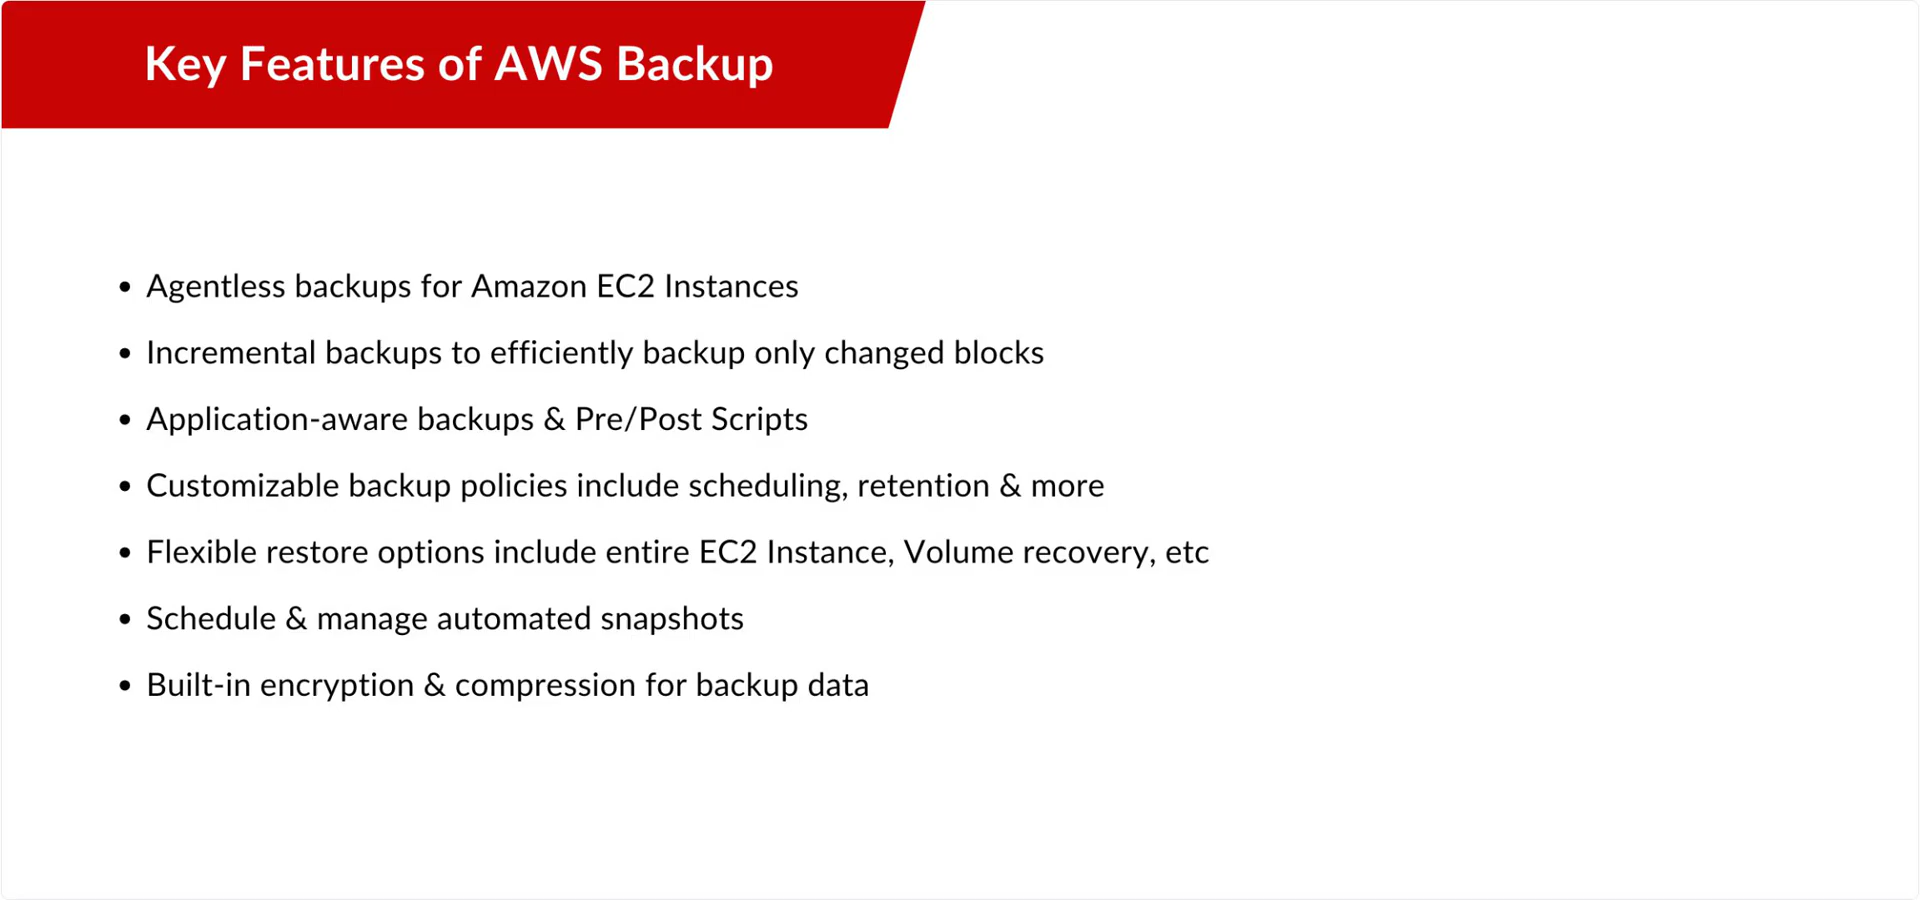 Key Features of AWS Backup
• Agentless backups for Amazon EC2 Instances
• Incremental backups to efficiently backup only changed blocks
• Application-aware backups & Pre/Post Scripts
• Customizable backup policies include scheduling, retention & more
• Flexible restore options include entire EC2 Instance, Volume recovery, etc
• Schedule & manage automated snapshots
• Built-in encryption & compression for backup data